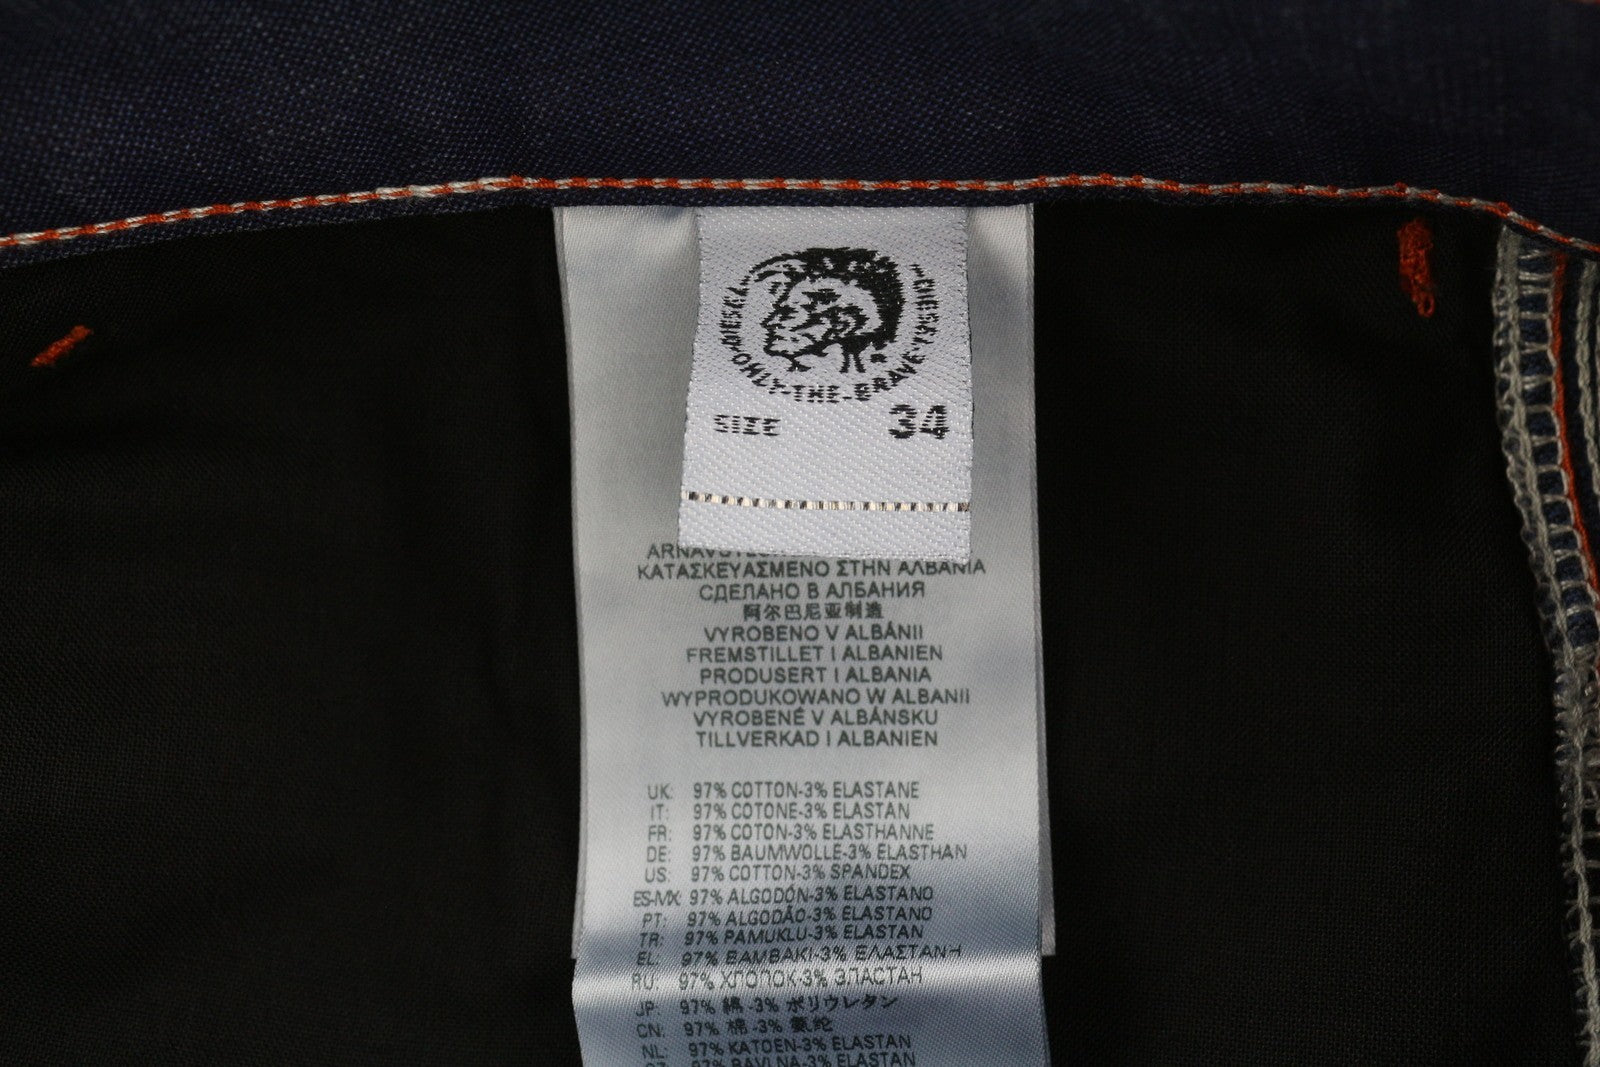 DIESEL
DIESEL
ONLY-THE-BRAVE
SIZE 34
ΚΑΤΑΣΚΕΥΑΣΜΕΝΟ ΣΤΗΝ ΑΛΒΑΝΙΑ
СДЕЛАНО В АЛБАНИЯ
阿尔巴尼亚制造
VYROBENO V ALBÁNII
FREMSTILLET I ALBANIEN
PRODUSERT I ALBANIA
WYPRODUKOWANO W ALBANII
VYROBENÉ V ALBÁNSKU
TILLVERKAD I ALBANIEN
UK: 97% COTTON-3% ELASTANE
IT: 97% COTONE-3% ELASTAN
FR: 97% COTON-3% ELASTHANNE
DE: 97% BAUMWOLLE-3% ELASTHAN
US: 97% COTTON-3% SPANDEX
ES-MX: 97% ALGODÓN-3% ELASTANO
PT: 97% ALGODÃO-3% ELASTANO
TR: 97% PAMUKLU-3% ELASTAN
EL: 97% ΒΑΜΒΑΚΙ-3% ΕΛΑΣΤΑΝΗ
RU: 97% ХЛОПОК-3% ЭЛАСТАН
JP: 97% 綿 -3% ポリウレタン
CN: 97% 棉 -3% 氨纶
NL: 97% KATOEN-3% ELASTAN
97% BAVLNA-3% ELASTAN